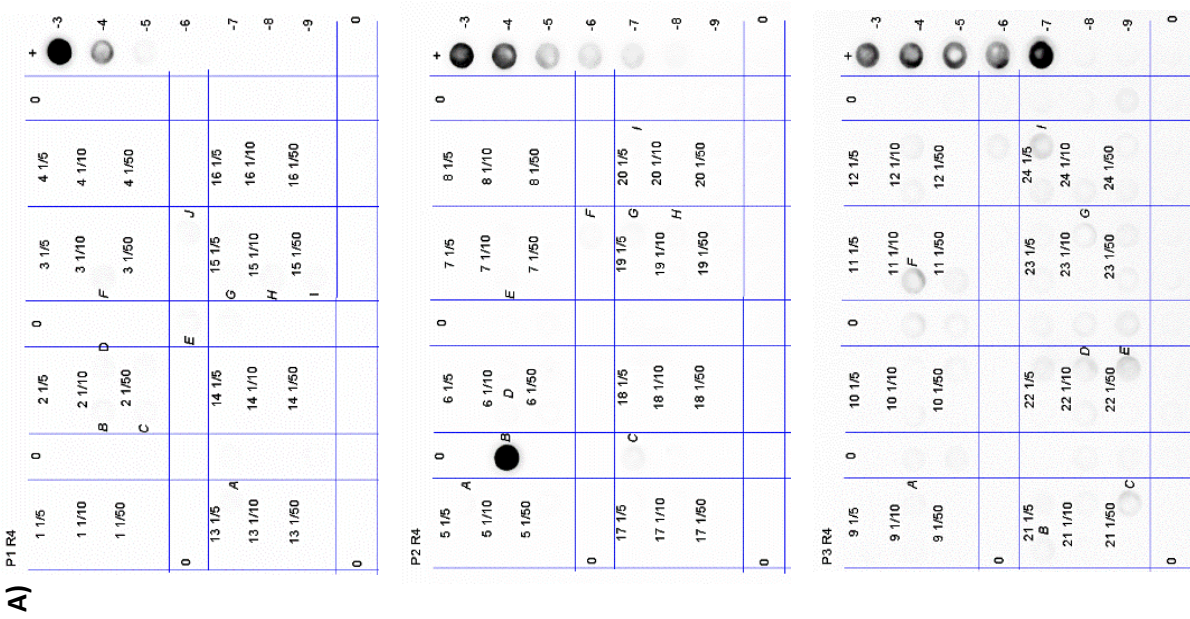 A)
P1 R4
1 1/5 0 2 1/5 0 3 1/5 4 1/5 0 +
-3
1 1/10 2 1/10 3 1/10 4 1/10
B D F -4
1 1/50 2 1/50 3 1/50 4 1/50
C -5
0 E J -6
13 1/5 14 1/5 15 1/5 16 1/5
A G -7
13 1/10 14 1/10 15 1/10 16 1/10
H -8
13 1/50 14 1/50 15 1/50 16 1/50
I -9
0 0
P2 R4
5 1/5 0 6 1/5 0 7 1/5 8 1/5 0 +
A -3
5 1/10 6 1/10 7 1/10 8 1/10
B D E -4
5 1/50 6 1/50 7 1/50 8 1/50
-5
0 F -6
17 1/5 18 1/5 19 1/5 20 1/5
C G I -7
17 1/10 18 1/10 19 1/10 20 1/10
H -8
17 1/50 18 1/50 19 1/50 20 1/50
-9
0 0
P3 R4
9 1/5 0 10 1/5 0 11 1/5 12 1/5 0 +
-3
9 1/10 10 1/10 11 1/10 12 1/10
A F -4
9 1/50 10 1/50 11 1/50 12 1/50
-5
0 -6
21 1/5 22 1/5 23 1/5 24 1/5
B I -7
21 1/10 22 1/10 23 1/10 24 1/10
D G -8
21 1/50 22 1/50 23 1/50 24 1/50
C E -9
0 0